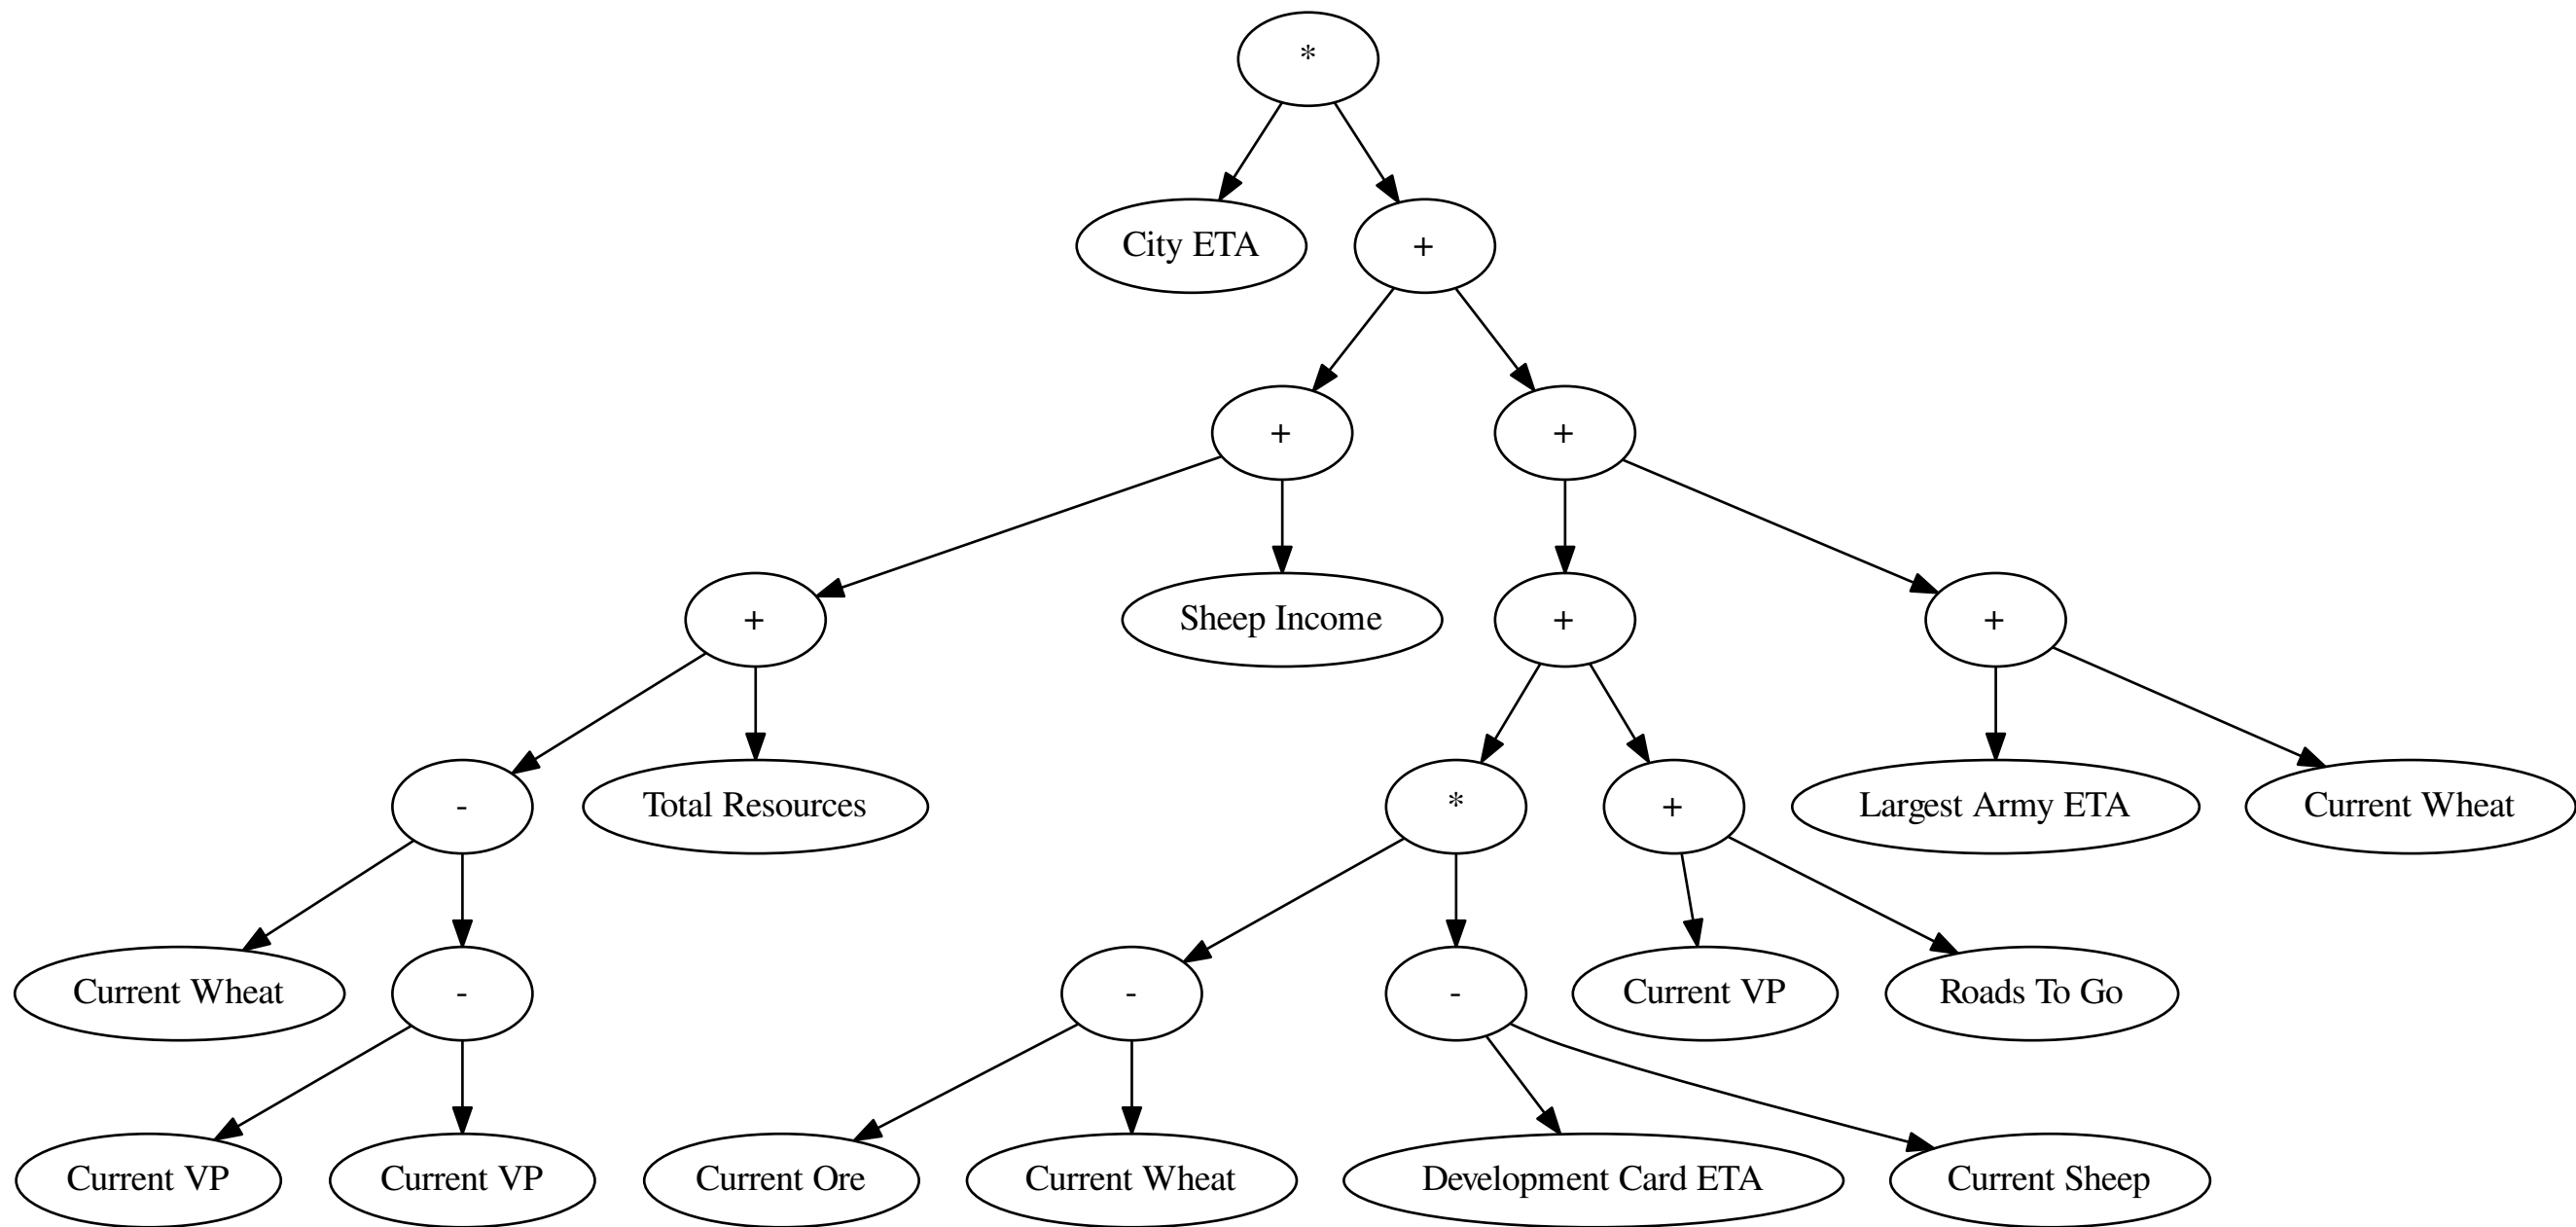 *
City ETA
+
+
+
+
Sheep Income
+
+
-
Total Resources
*
+
Largest Army ETA
Current Wheat
Current Wheat
-
-
-
Current VP
Roads To Go
Current VP
Current VP
Current Ore
Current Wheat
Development Card ETA
Current Sheep